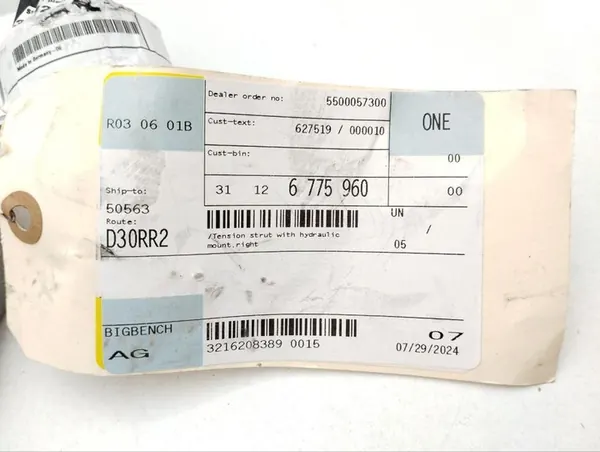 Made in Germany
R03 06 01B
Dealer order no: 5500057300
Cust-text: 627519 / 000010
ONE
Cust-bin: 00
Ship-to:
50563
31 12 6 775 960 00
Route:
D30RR2
UN /
05
/Tension strut with hydraulic
mount.right
BIGBENCH
AG
3216208389 0015
07
07/29/2024